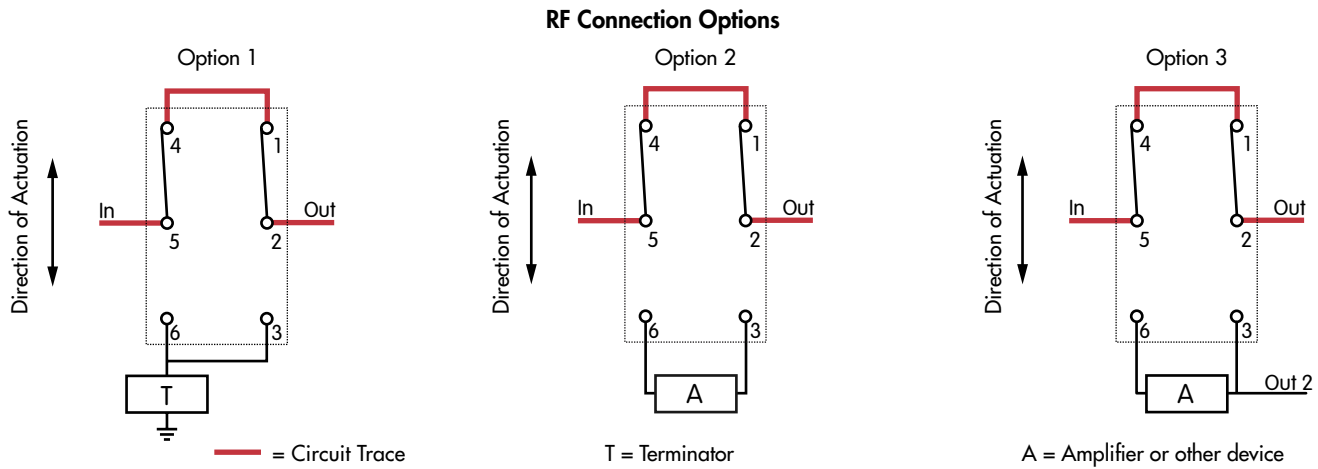 RF Connection Options
Option 1
Direction of Actuation
4
1
In
Out
5
2
6
3
T
Option 2
Direction of Actuation
4
1
In
Out
5
2
6
3
A
Option 3
Direction of Actuation
4
1
In
Out
5
2
6
3
A
Out 2
= Circuit Trace
T = Terminator
A = Amplifier or other device